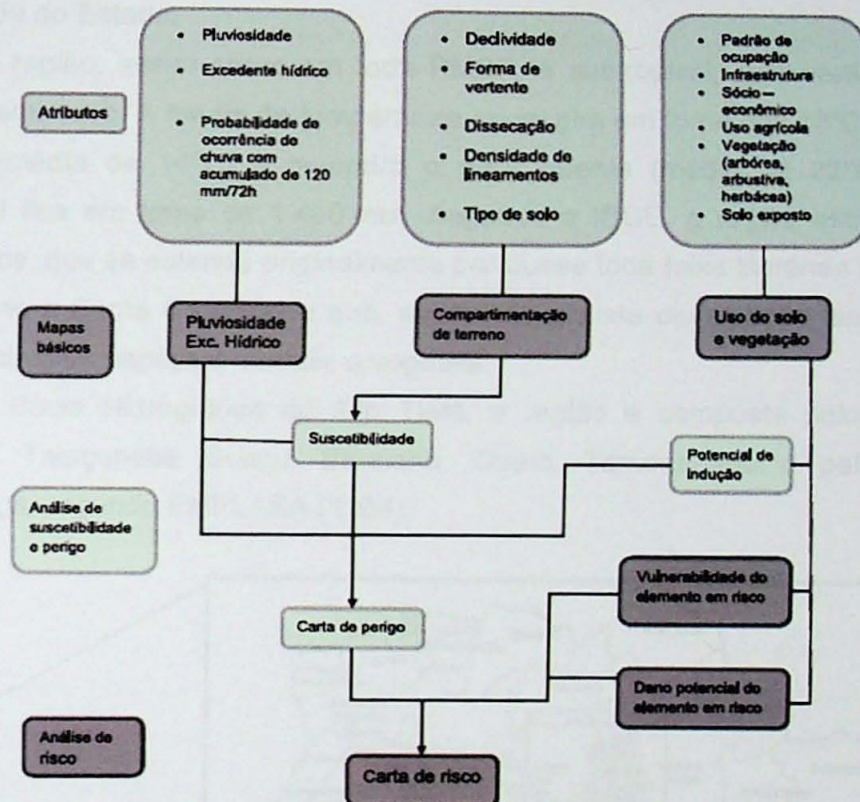 Atributos
• Pluviosidade
• Excedente hídrico
• Probabilidade de
ocorrência de
chuva com
acumulado de 120
mm/72h
• Declividade
• Forma da
vertente
• Dissecação
• Densidade de
lineamentos
• Tipo de solo
• Padrão de
ocupação
Infraestrutura
• Sócio –
econômico
• Uso agrícola
• Vegetação
(arbórea,
arbustiva,
herbácea)
• Solo exposto
Mapas
básicos
Pluviosidade
Exc. Hídrico
Compartimentação
de terreno
Uso do solo
e vegetação
Suscetibilidade
Potencial de
indução
Análise de
suscetibilidade
e perigo
Vulnerabilidade do
elemento em risco
Carta de perigo
Dano potencial do
elemento em risco
Análise de
risco
Carta de risco